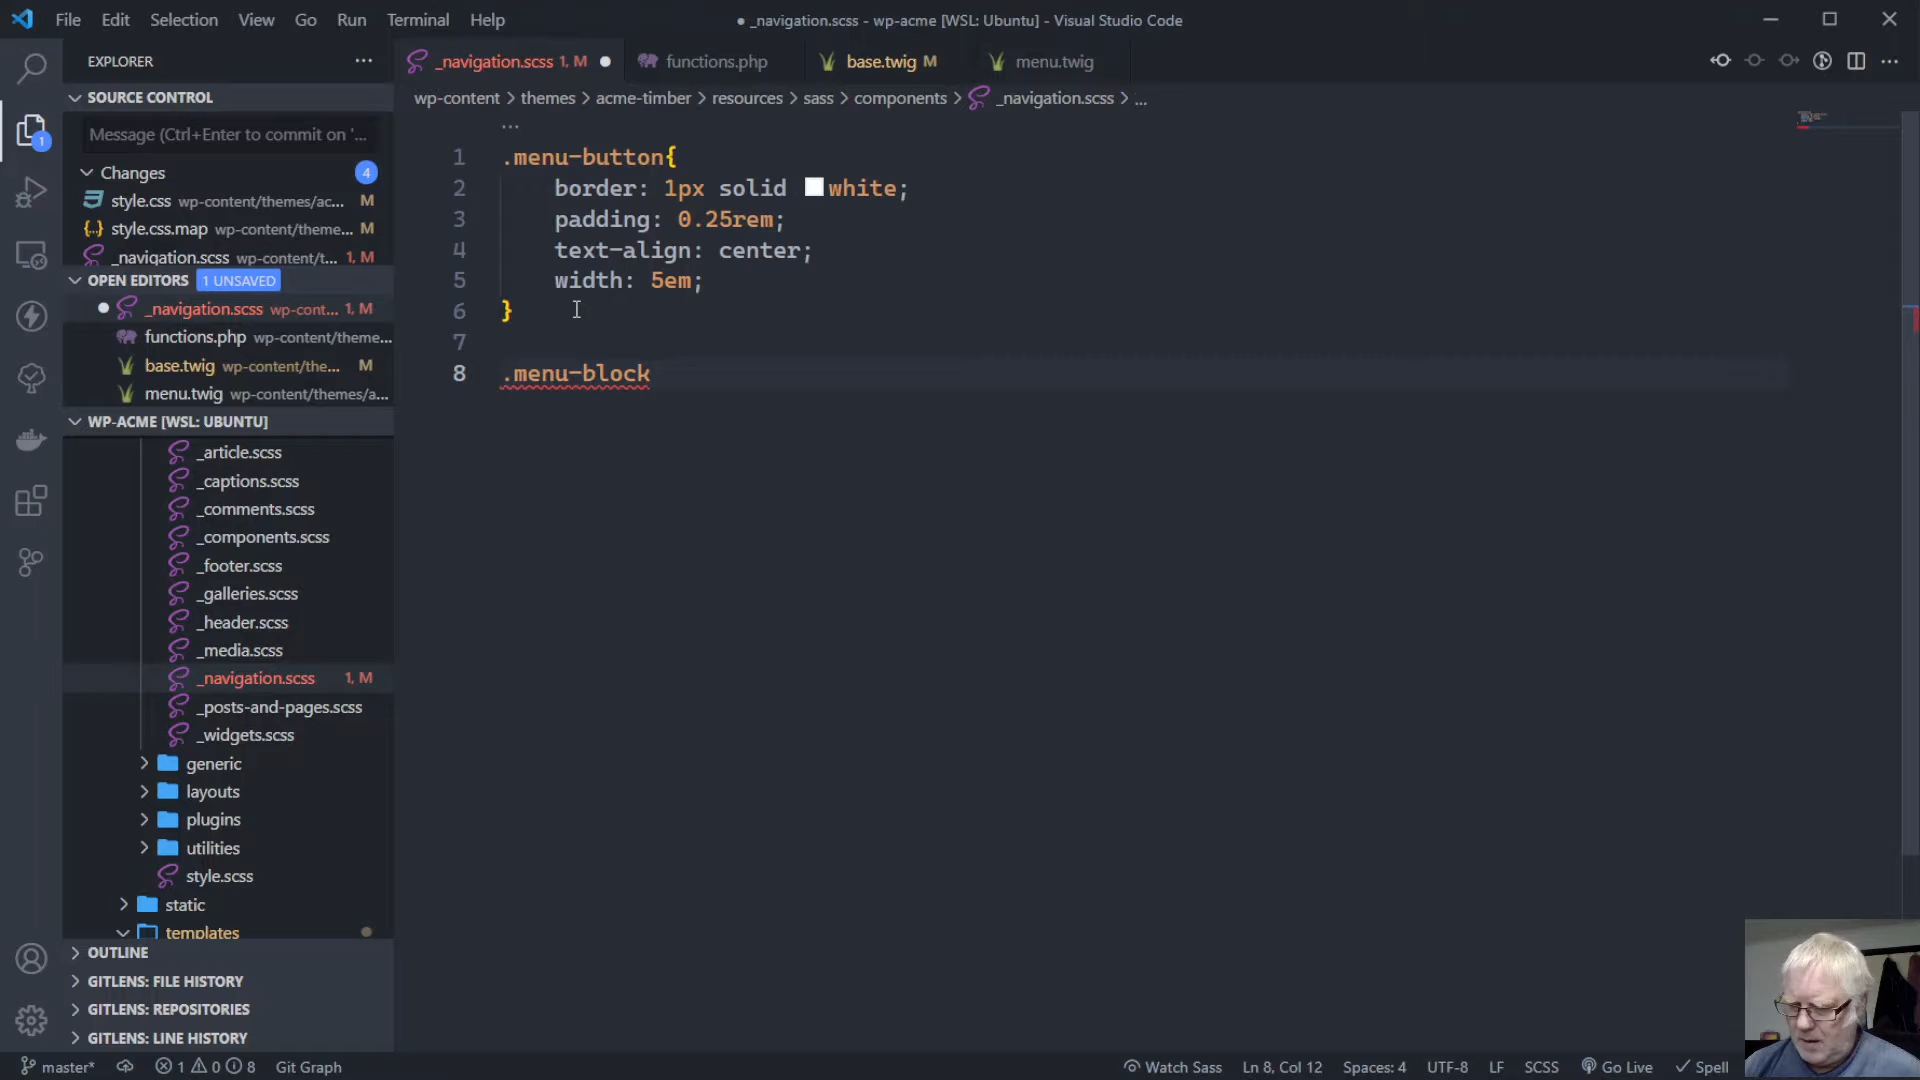 File Edit Selection View Go Run Terminal Help
● _navigation.scss - wp-acme [WSL: Ubuntu] - Visual Studio Code
EXPLORER ...
_navigation.scss 1, M
functions.php
base.twig M
menu.twig
wp-content > themes > acme-timber > resources > sass > components > _navigation.scss > ...
SOURCE CONTROL
Message (Ctrl+Enter to commit on '...
Changes 4
style.css wp-content/themes/ac... M
style.css.map wp-content/theme... M
_navigation.scss wp-content/t... 1, M
OPEN EDITORS 1 UNSAVED
_navigation.scss wp-cont... 1, M
functions.php wp-content/theme...
base.twig wp-content/the... M
menu.twig wp-content/themes/a...
WP-ACME [WSL: UBUNTU]
_article.scss
_captions.scss
_comments.scss
_components.scss
_footer.scss
_galleries.scss
_header.scss
_media.scss
_navigation.scss 1, M
_posts-and-pages.scss
_widgets.scss
generic
layouts
plugins
utilities
style.scss
static
templates
OUTLINE
GITLENS: FILE HISTORY
GITLENS: REPOSITORIES
GITLENS: LINE HISTORY
1
...
1 .menu-button{
2 border: 1px solid white;
3 padding: 0.25rem;
4 text-align: center;
5 width: 5em;
6 }
7
8 .menu-block
master* 1 0 8 Git Graph
Watch Sass Ln 8, Col 12 Spaces: 4 UTF-8 LF SCSS Go Live Spell